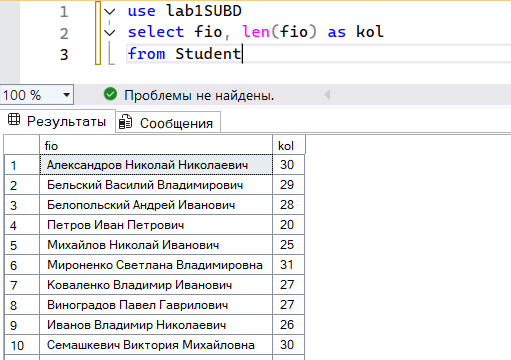 1 use lab1SUBD
2 select fio, len(fio) as kol
3 from Student
100 % Проблемы не найдены.
Результаты Сообщения
fio kol
1 Александров Николай Николаевич 30
2 Бельский Василий Владимирович 29
3 Белопольский Андрей Иванович 28
4 Петров Иван Петрович 20
5 Михайлов Николай Иванович 25
6 Мироненко Светлана Владимировна 31
7 Коваленко Владимир Иванович 27
8 Виноградов Павел Гаврилович 27
9 Иванов Владимир Николаевич 26
10 Семашкевич Виктория Михайловна 30